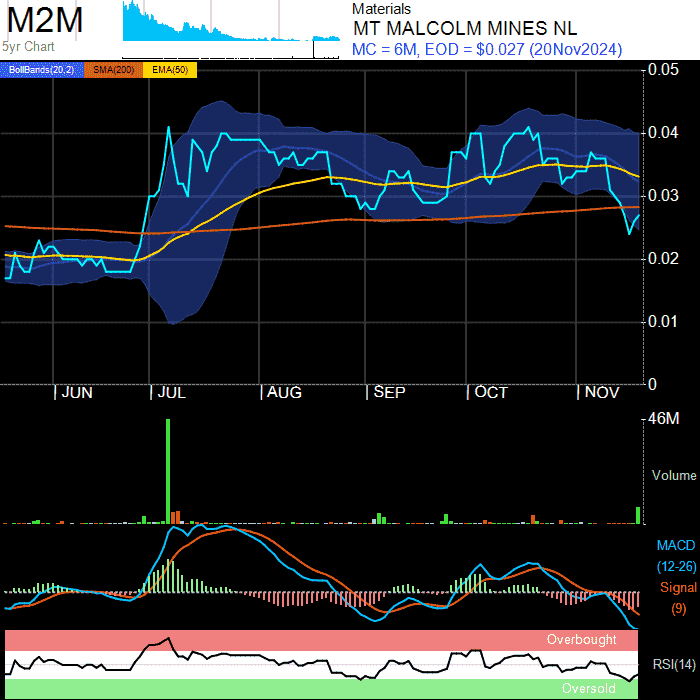 M2M
5yr Chart
Materials
MT MALCOLM MINES NL
MC = 6M, EOD = $0.027 (20Nov2024)
BollBands(20,2) SMA(200) EMA(50)
0.05
0.04
0.03
0.02
0.01
0
JUN JUL AUG SEP OCT NOV
46M
Volume
MACD
(12-26)
Signal
(9)
Overbought
RSI(14)
Oversold